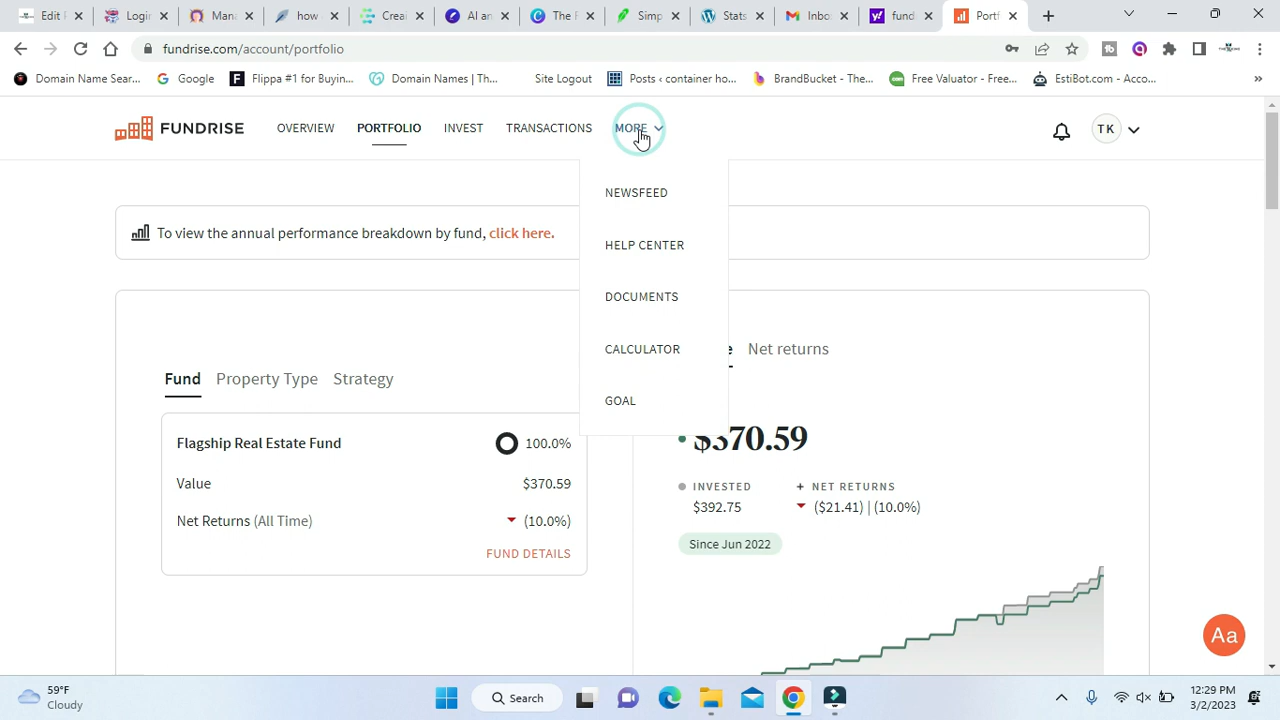 Edit
Login
Mana
how
Crea
AI an
The F
Simp
Stats
Inbo
fund
Portf
fundrise.com/account/portfolio
Domain Name Sear...
Google
Flippa #1 for Buyin...
Domain Names | Th...
Site Logout
Posts ‹ container ho...
BrandBucket - The...
Free Valuator - Free...
EstiBot.com - Acco...
»
FUNDRISE
OVERVIEW
PORTFOLIO
INVEST
TRANSACTIONS
MORE
TK
NEWSFEED
HELP CENTER
DOCUMENTS
CALCULATOR
GOAL
To view the annual performance breakdown by fund, click here.
Fund Property Type Strategy
Flagship Real Estate Fund 100.0%
Value $370.59
Net Returns (All Time) (10.0%)
FUND DETAILS
Net returns
$370.59
INVESTED + NET RETURNS
$392.75 ($21.41) | (10.0%)
Since Jun 2022
Aa
59°F
Cloudy
Search
12:29 PM
3/2/2023